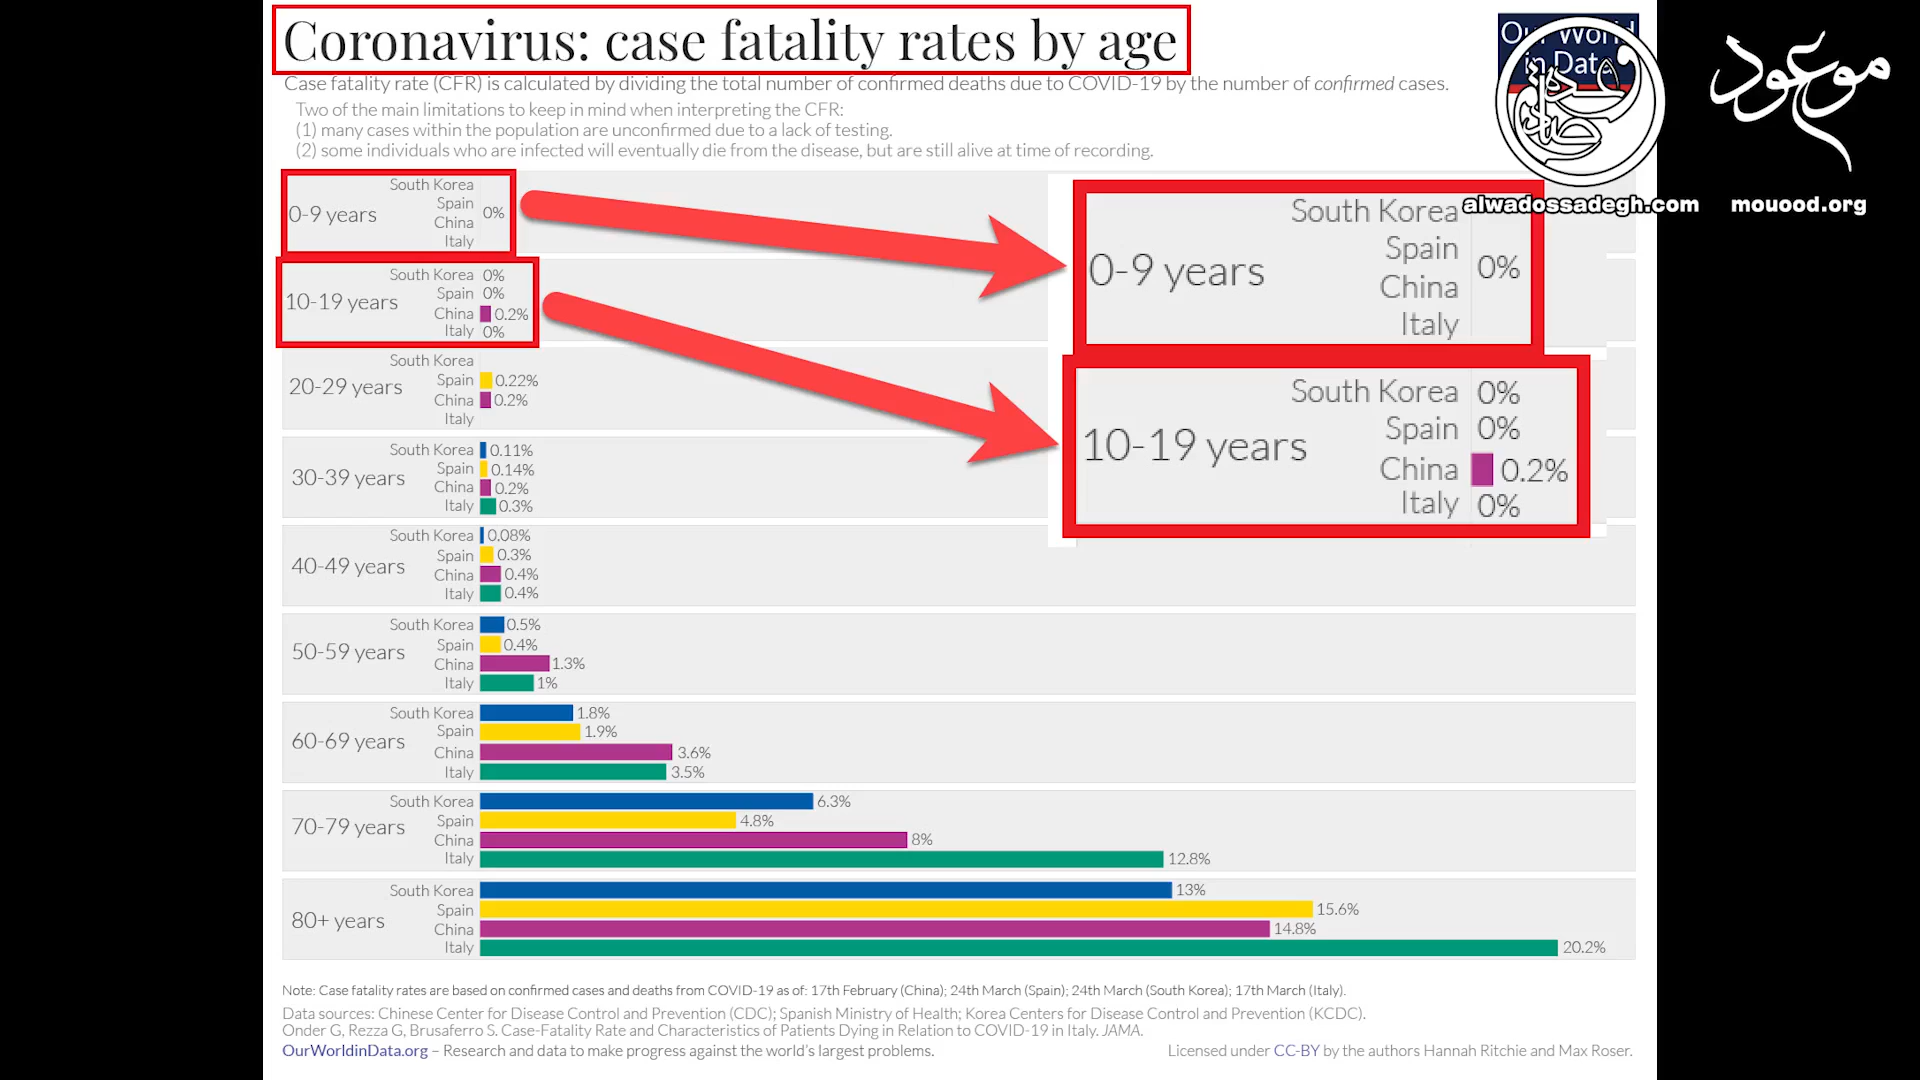 Coronavirus: case fatality rates by age
Case fatality rate (CFR) is calculated by dividing the total number of confirmed deaths due to COVID-19 by the number of confirmed cases.
Two of the main limitations to keep in mind when interpreting the CFR:
(1) many cases within the population are unconfirmed due to a lack of testing.
(2) some individuals who are infected will eventually die from the disease, but are still alive at time of recording.
Our World
in Data
موعود
alwadossadegh.com
mouood.org
0-9 years
South Korea
Spain
China
Italy
0%
10-19 years
South Korea 0%
Spain 0%
China 0.2%
Italy 0%
0-9 years
South Korea
Spain
China
Italy
0%
10-19 years
South Korea 0%
Spain 0%
China 0.2%
Italy 0%
20-29 years
South Korea
Spain 0.22%
China 0.2%
Italy
30-39 years
South Korea 0.11%
Spain 0.14%
China 0.2%
Italy 0.3%
40-49 years
South Korea 0.08%
Spain 0.3%
China 0.4%
Italy 0.4%
50-59 years
South Korea 0.5%
Spain 0.4%
China 1.3%
Italy 1%
60-69 years
South Korea 1.8%
Spain 1.9%
China 3.6%
Italy 3.5%
70-79 years
South Korea 6.3%
Spain 4.8%
China 8%
Italy 12.8%
80+ years
South Korea 13%
Spain 15.6%
China 14.8%
Italy 20.2%
Note: Case fatality rates are based on confirmed cases and deaths from COVID-19 as of: 17th February (China); 24th March (Spain); 24th March (South Korea); 17th March (Italy).
Data sources: Chinese Center for Disease Control and Prevention (CDC); Spanish Ministry of Health; Korea Centers for Disease Control and Prevention (KCDC).
Onder G, Rezza G, Brusaferro S. Case-Fatality Rate and Characteristics of Patients Dying in Relation to COVID-19 in Italy. JAMA.
OurWorldinData.org – Research and data to make progress against the world's largest problems.
Licensed under CC-BY by the authors Hannah Ritchie and Max Roser.